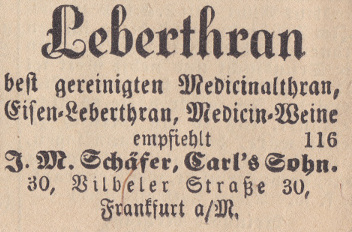 Leberthran
beſt gereinigten Medicinalthran,
Eiſen-Leberthran, Medicin-Weine
empfiehlt 116
J. M. Schäfer, Carl's Sohn.
30, Vilbeler Straße 30,
Frankfurt a/M.